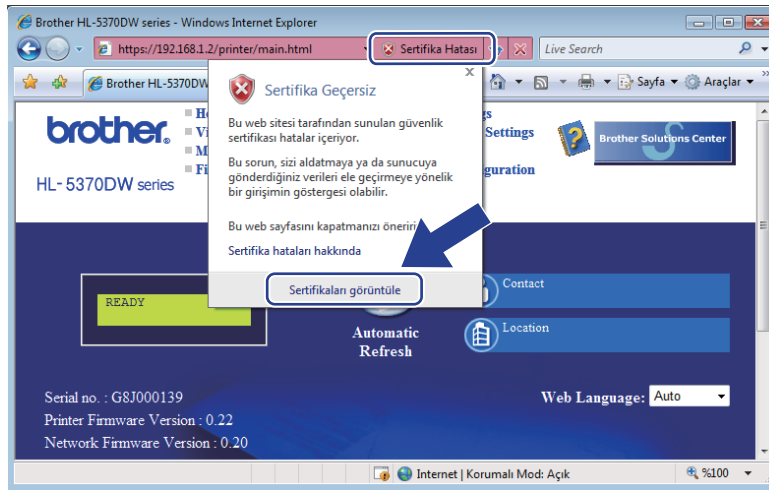 Brother HL-5370DW series - Windows Internet Explorer
https://192.168.1.2/printer/main.html
Sertifika Hatası
Live Search
Brother HL-5370DW
Sayfa
Araçlar
Sertifika Geçersiz
Bu web sitesi tarafından sunulan güvenlik
sertifikası hatalar içeriyor.
Bu sorun, sizi aldatmaya ya da sunucuya
gönderdiğiniz verileri ele geçirmeye yönelik
bir girişimin göstergesi olabilir.
Bu web sayfasını kapatmanızı öneriri
Sertifika hataları hakkında
Sertifikaları görüntüle
brother
HL-5370DW series
Settings
guration
Brother Solutions Center
READY
Automatic
Refresh
Contact
Location
Serial no. : G8J000139
Printer Firmware Version : 0.22
Network Firmware Version : 0.20
Web Language: Auto
Internet | Korumalı Mod: Açık
%100